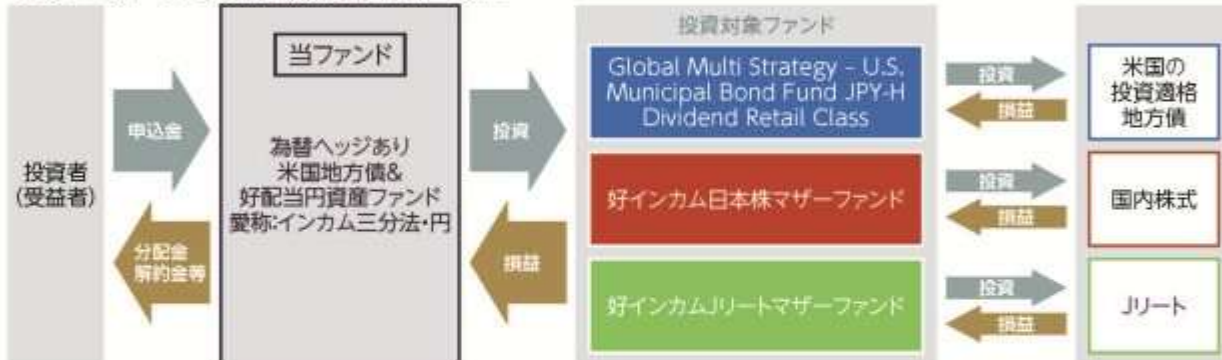 投資者
(受益者)
申込金
分配金
解約金等
当ファンド
為替ヘッジあり
米国地方債&
好配当円資産ファンド
愛称:インカム三分法・円
投資
損益
投資対象ファンド
Global Multi Strategy - U.S.
Municipal Bond Fund JPY-H
Dividend Retail Class
好インカム日本株マザーファンド
好インカムJリートマザーファンド
投資
損益
投資
損益
投資
損益
米国の
投資適格
地方債
国内株式
Jリート